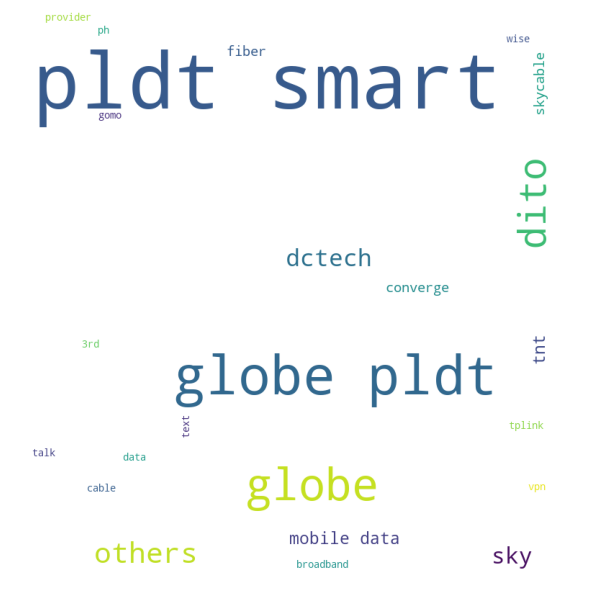 provider
ph
wise
fiber
pldt smart
skycable
gomo
dito
dctech
converge
3rd
tnt
globe pldt
text
tplink
talk
data
cable
globe
vpn
mobile data
others
sky
broadband